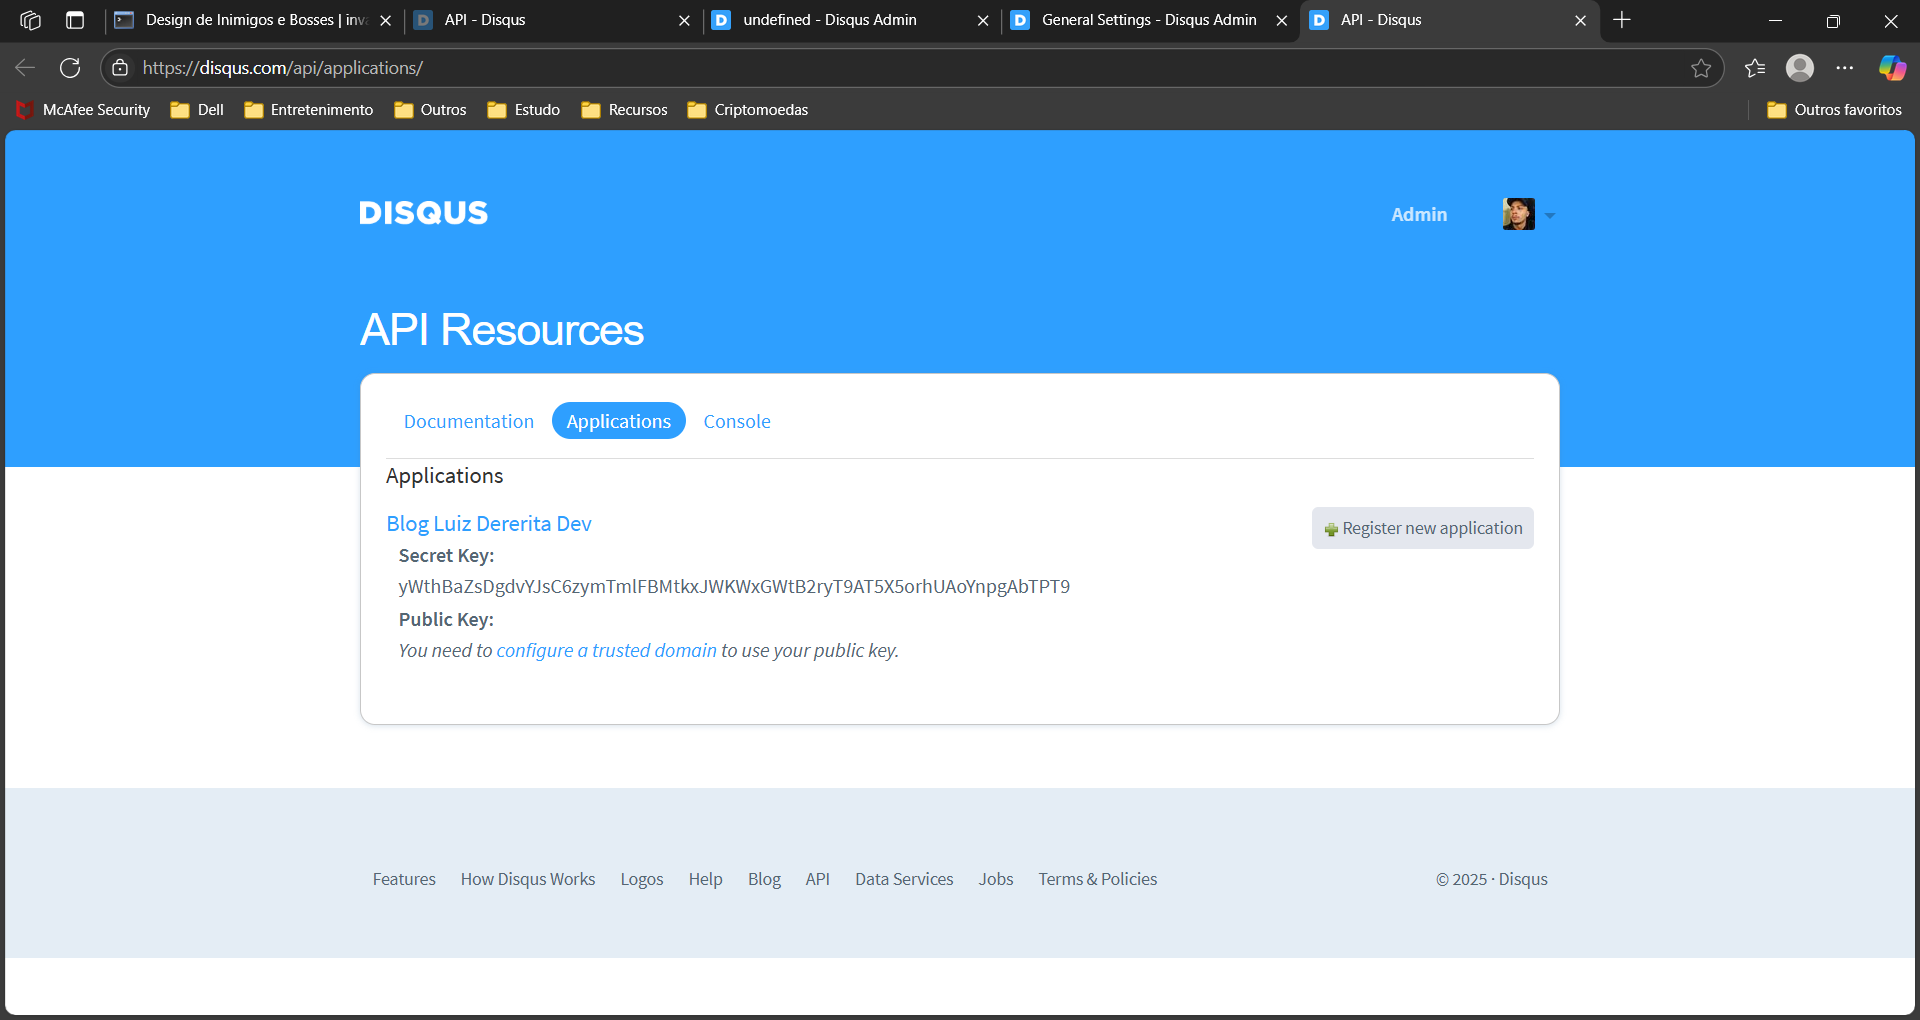 Design de Inimigos e Bosses | inv
API - Disqus
undefined - Disqus Admin
General Settings - Disqus Admin
API - Disqus
https://disqus.com/api/applications/
McAfee Security
Dell
Entretenimento
Outros
Estudo
Recursos
Criptomoedas
Outros favoritos
DISQUS
Admin
API Resources
Documentation
Applications
Console
Applications
Blog Luiz Dererita Dev
Register new application
Secret Key:
yWthBaZsDgdvYJsC6zymTmlFBMtkxJWKWxGWtB2ryT9AT5X5orhUAoYnpgAbTPT9
Public Key:
You need to configure a trusted domain to use your public key.
Features How Disqus Works Logos Help Blog API Data Services Jobs Terms & Policies
© 2025 · Disqus